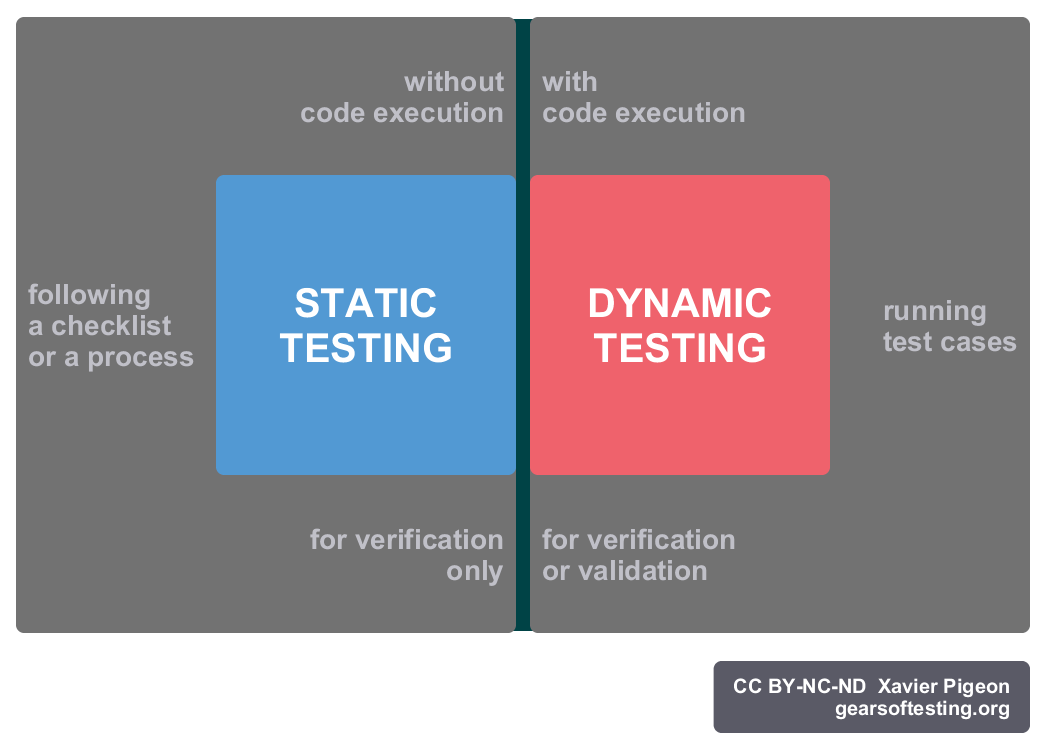 without
code execution
with
code execution
following
a checklist
or a process
STATIC
TESTING
DYNAMIC
TESTING
running
test cases
for verification
only
for verification
or validation
CC BY-NC-ND  Xavier Pigeon
gearsoftesting.org